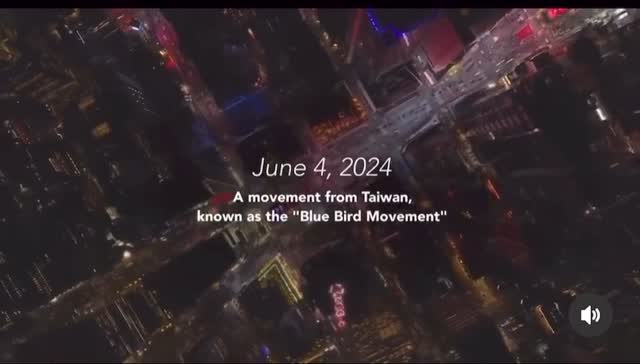 June 4, 2024
A movement from Taiwan,
known as the "Blue Bird Movement"